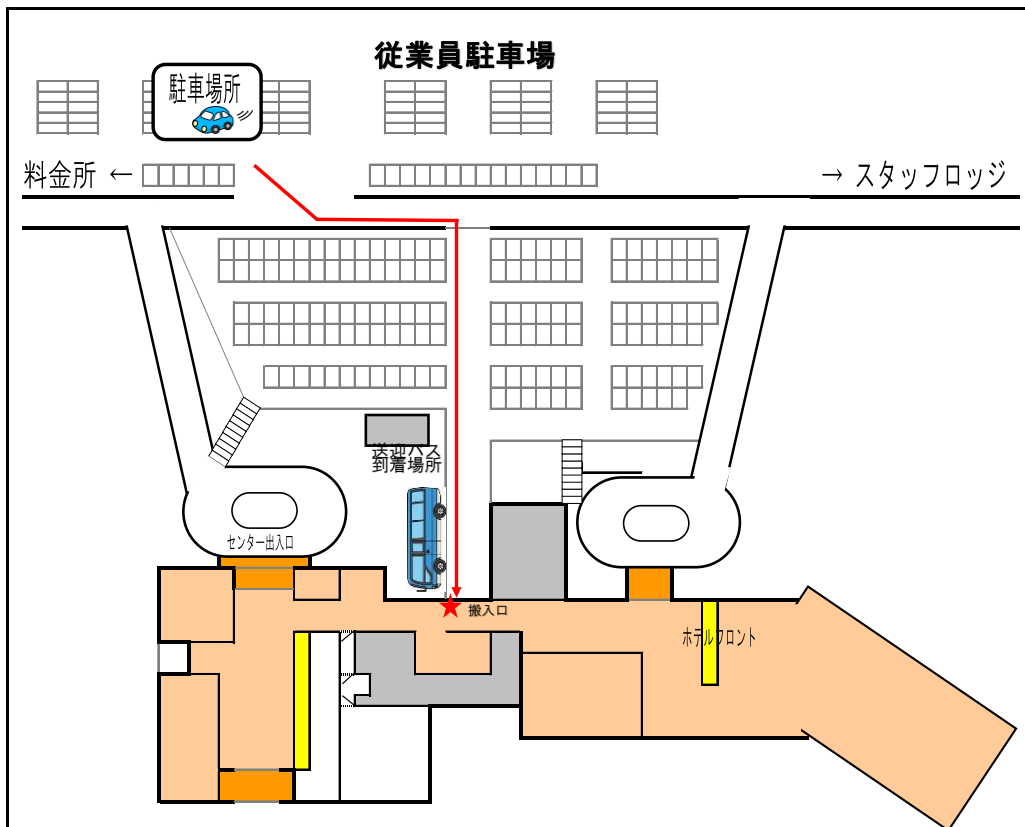 従業員駐車場
駐車場所
料金所 ←
→ スタッフロッジ
送迎バス
到着場所
センター出入口
搬入口
ホテルフロント